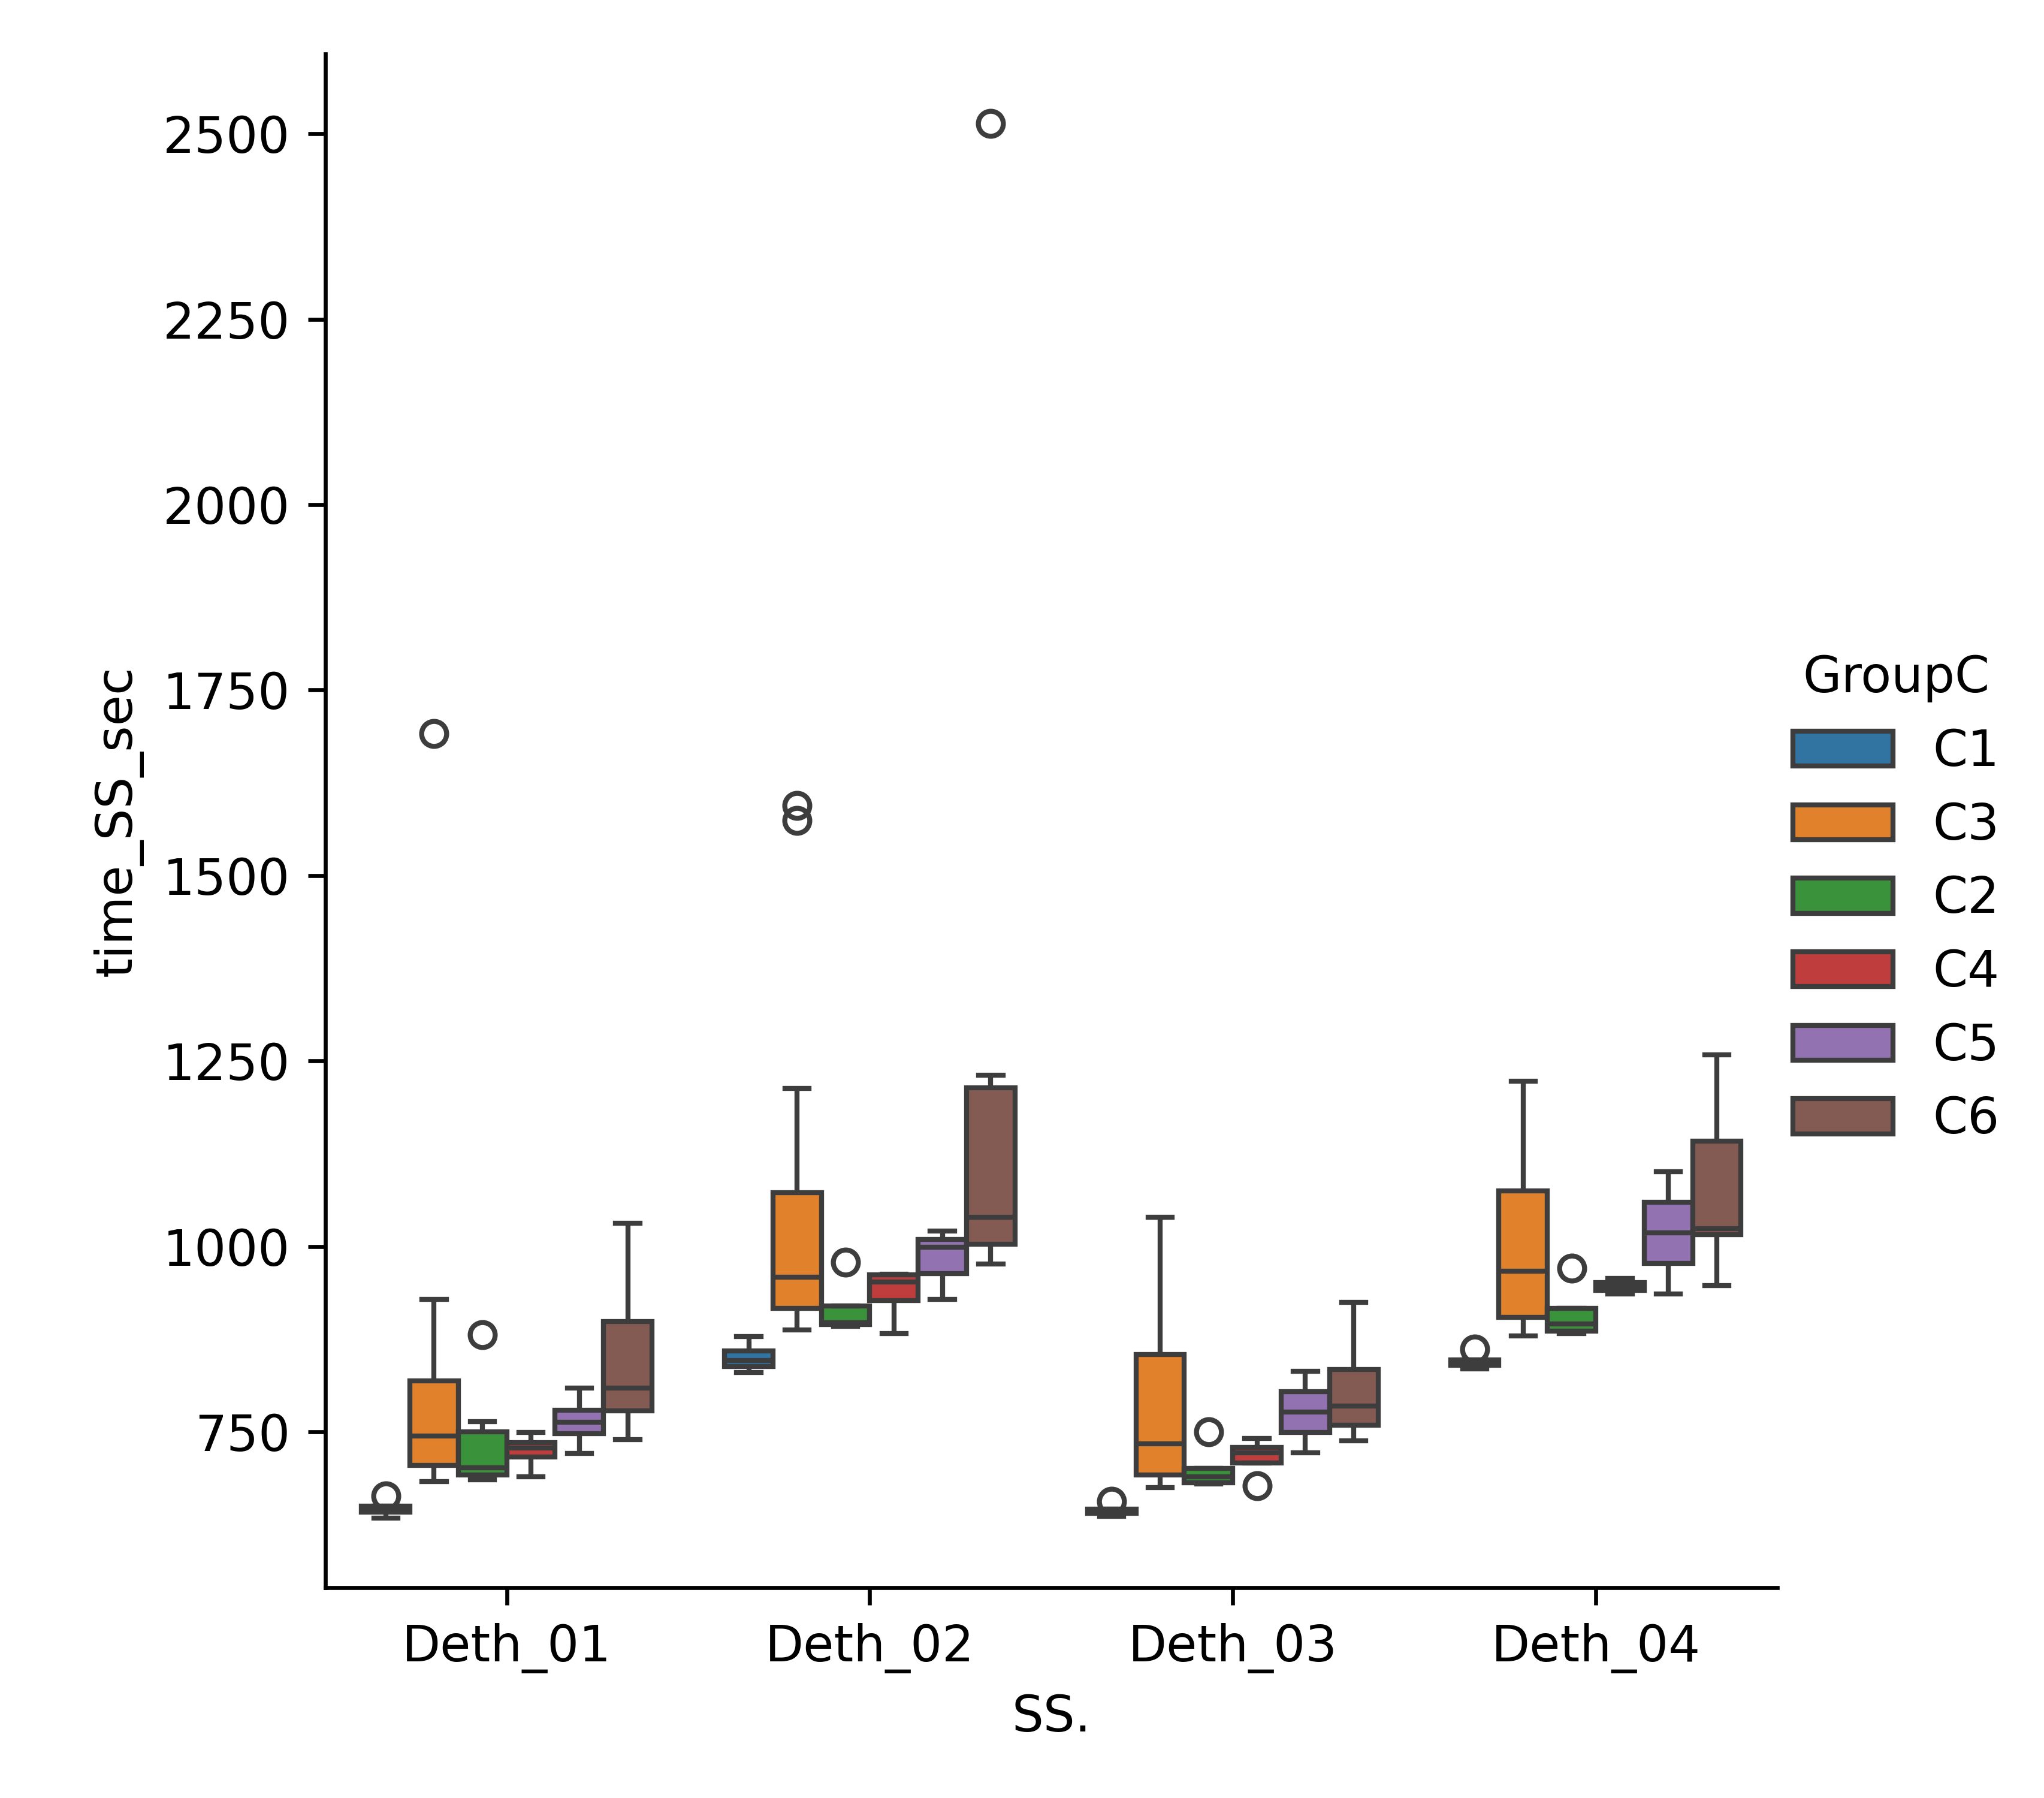 2500
2250
2000
1750
1500
1250
1000
750
time_SS_sec
Deth_01 Deth_02 Deth_03 Deth_04
SS.
GroupC
C1
C3
C2
C4
C5
C6